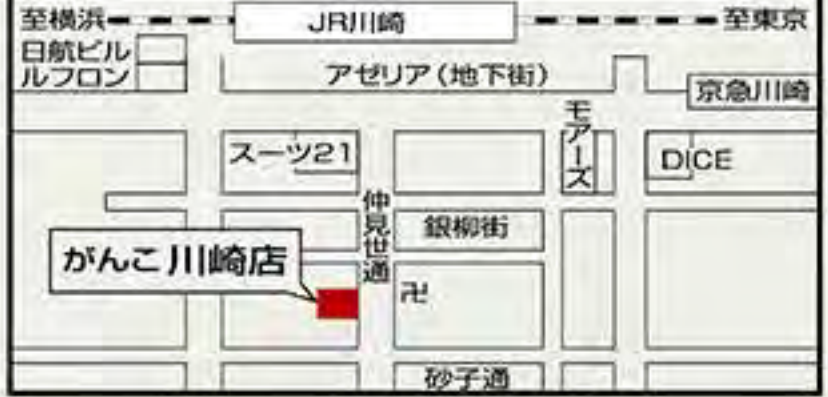 至横浜
JR川崎
至東京
日航ビル
ルフロン
アゼリア(地下街)
京急川崎
モアーズ
スーツ21
DICE
仲見世通
銀柳街
がんこ川崎店
卍
砂子通